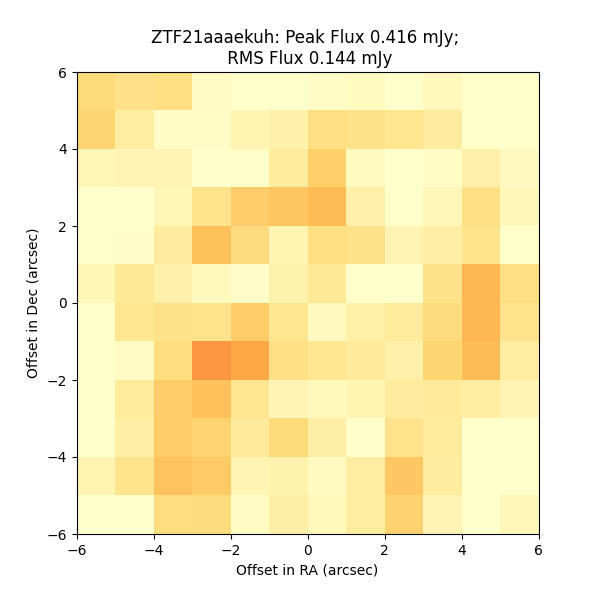 ZTF21aaaekuh: Peak Flux 0.416 mJy;
RMS Flux 0.144 mJy
6
4
2
0
−2
−4
−6
Offset in Dec (arcsec)
−6 −4 −2 0 2 4 6
Offset in RA (arcsec)